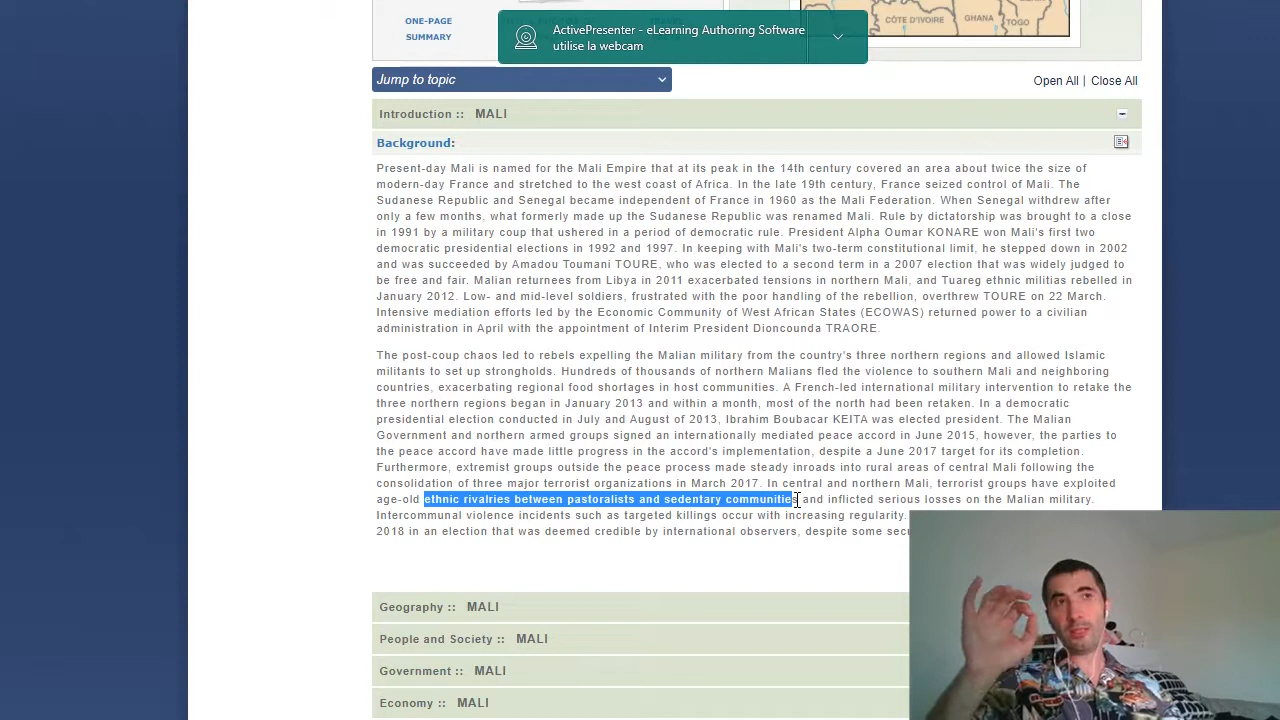 ONE-PAGE
SUMMARY
TRAVEL
ActivePresenter - eLearning Authoring Software
utilise la webcam
CÔTE D'IVOIRE
GHANA
TOGO
Jump to topic
Open All | Close All
Introduction :: MALI
Background:
Present-day Mali is named for the Mali Empire that at its peak in the 14th century covered an area about twice the size of
modern-day France and stretched to the west coast of Africa. In the late 19th century, France seized control of Mali. The
Sudanese Republic and Senegal became independent of France in 1960 as the Mali Federation. When Senegal withdrew after
only a few months, what formerly made up the Sudanese Republic was renamed Mali. Rule by dictatorship was brought to a close
in 1991 by a military coup that ushered in a period of democratic rule. President Alpha Oumar KONARE won Mali's first two
democratic presidential elections in 1992 and 1997. In keeping with Mali's two-term constitutional limit, he stepped down in 2002
and was succeeded by Amadou Toumani TOURE, who was elected to a second term in a 2007 election that was widely judged to
be free and fair. Malian returnees from Libya in 2011 exacerbated tensions in northern Mali, and Tuareg ethnic militias rebelled in
January 2012. Low- and mid-level soldiers, frustrated with the poor handling of the rebellion, overthrew TOURE on 22 March.
Intensive mediation efforts led by the Economic Community of West African States (ECOWAS) returned power to a civilian
administration in April with the appointment of Interim President Dioncounda TRAORE.
The post-coup chaos led to rebels expelling the Malian military from the country's three northern regions and allowed Islamic
militants to set up strongholds. Hundreds of thousands of northern Malians fled the violence to southern Mali and neighboring
countries, exacerbating regional food shortages in host communities. A French-led international military intervention to retake the
three northern regions began in January 2013 and within a month, most of the north had been retaken. In a democratic
presidential election conducted in July and August of 2013, Ibrahim Boubacar KEITA was elected president. The Malian
Government and northern armed groups signed an internationally mediated peace accord in June 2015, however, the parties to
the peace accord have made little progress in the accord's implementation, despite a June 2017 target for its completion.
Furthermore, extremist groups outside the peace process made steady inroads into rural areas of central Mali following the
consolidation of three major terrorist organizations in March 2017. In central and northern Mali, terrorist groups have exploited
age-old ethnic rivalries between pastoralists and sedentary communities and inflicted serious losses on the Malian military.
Intercommunal violence incidents such as targeted killings occur with increasing regularity.
2018 in an election that was deemed credible by international observers, despite some secu
Geography :: MALI
People and Society :: MALI
Government :: MALI
Economy :: MALI